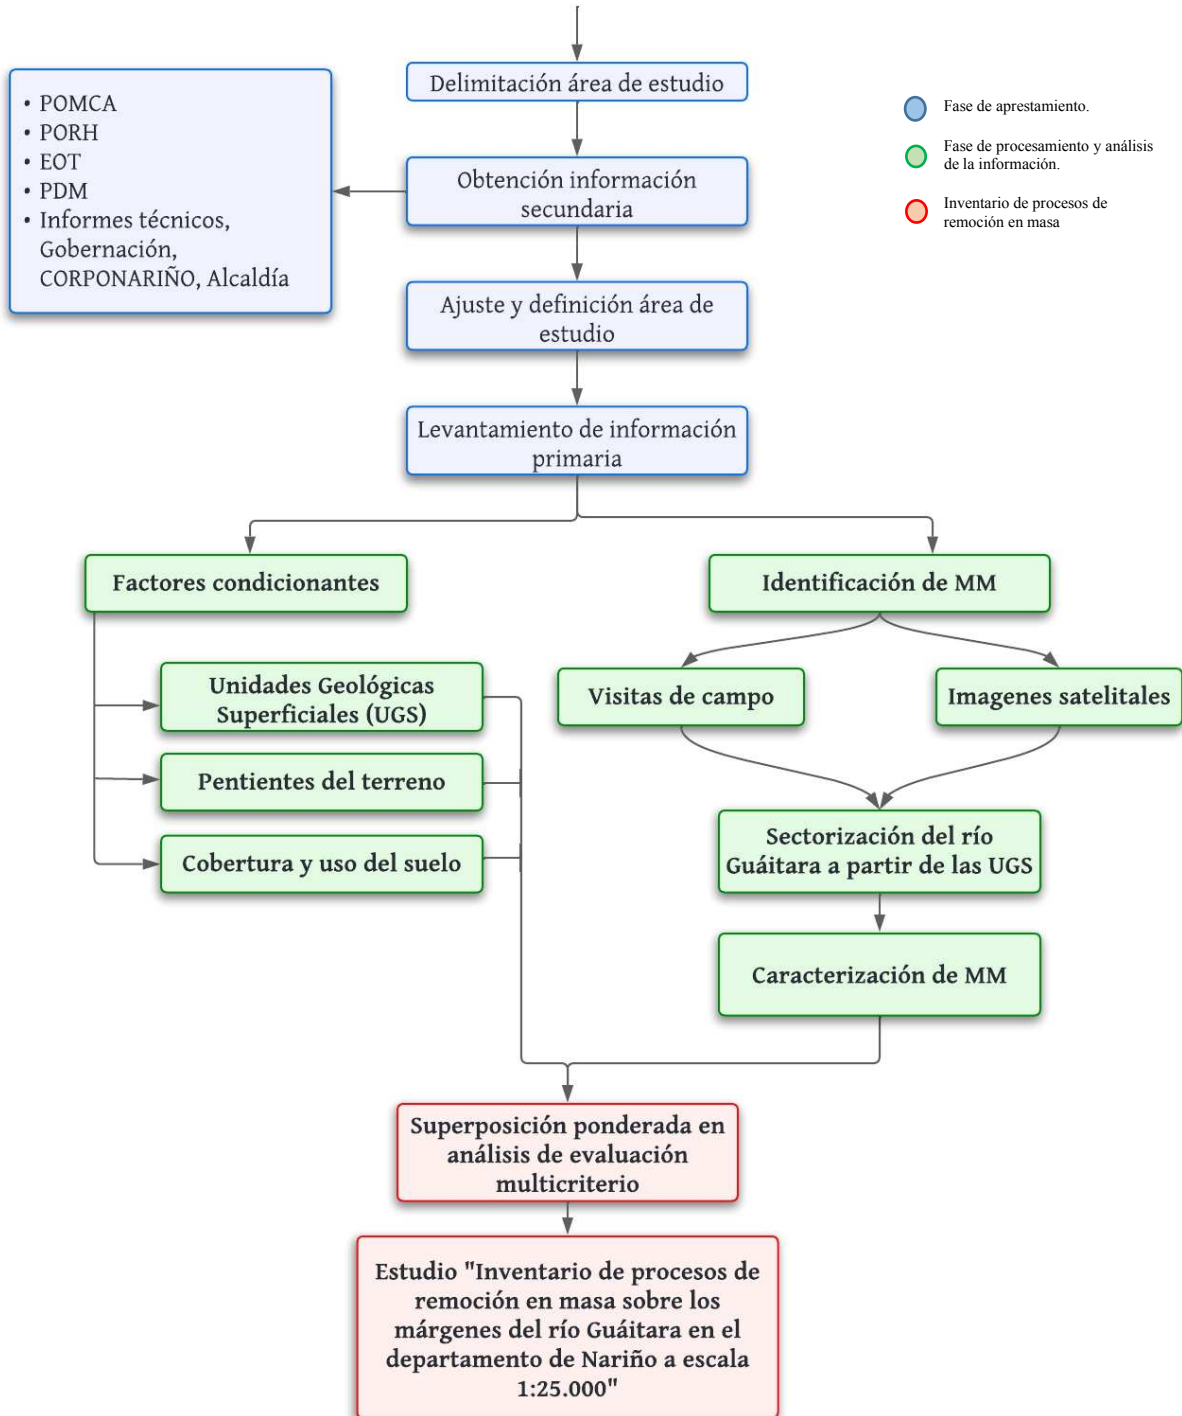 Delimitación área de estudio
• POMCA
• PORH
• EOT
• PDM
• Informes técnicos,
Gobernación,
CORPONARIÑO, Alcaldía
Obtención información
secundaria
Ajuste y definición área de
estudio
Levantamiento de información
primaria
Fase de aprestamiento.
Fase de procesamiento y análisis
de la información.
Inventario de procesos de
remoción en masa
Factores condicionantes
Unidades Geológicas
Superficiales (UGS)
Pentientes del terreno
Cobertura y uso del suelo
Identificación de MM
Visitas de campo
Imagenes satelitales
Sectorización del río
Guáitara a partir de las UGS
Caracterización de MM
Superposición ponderada en
análisis de evaluación
multicriterio
Estudio "Inventario de procesos de
remoción en masa sobre los
márgenes del río Guáitara en el
departamento de Nariño a escala
1:25.000"